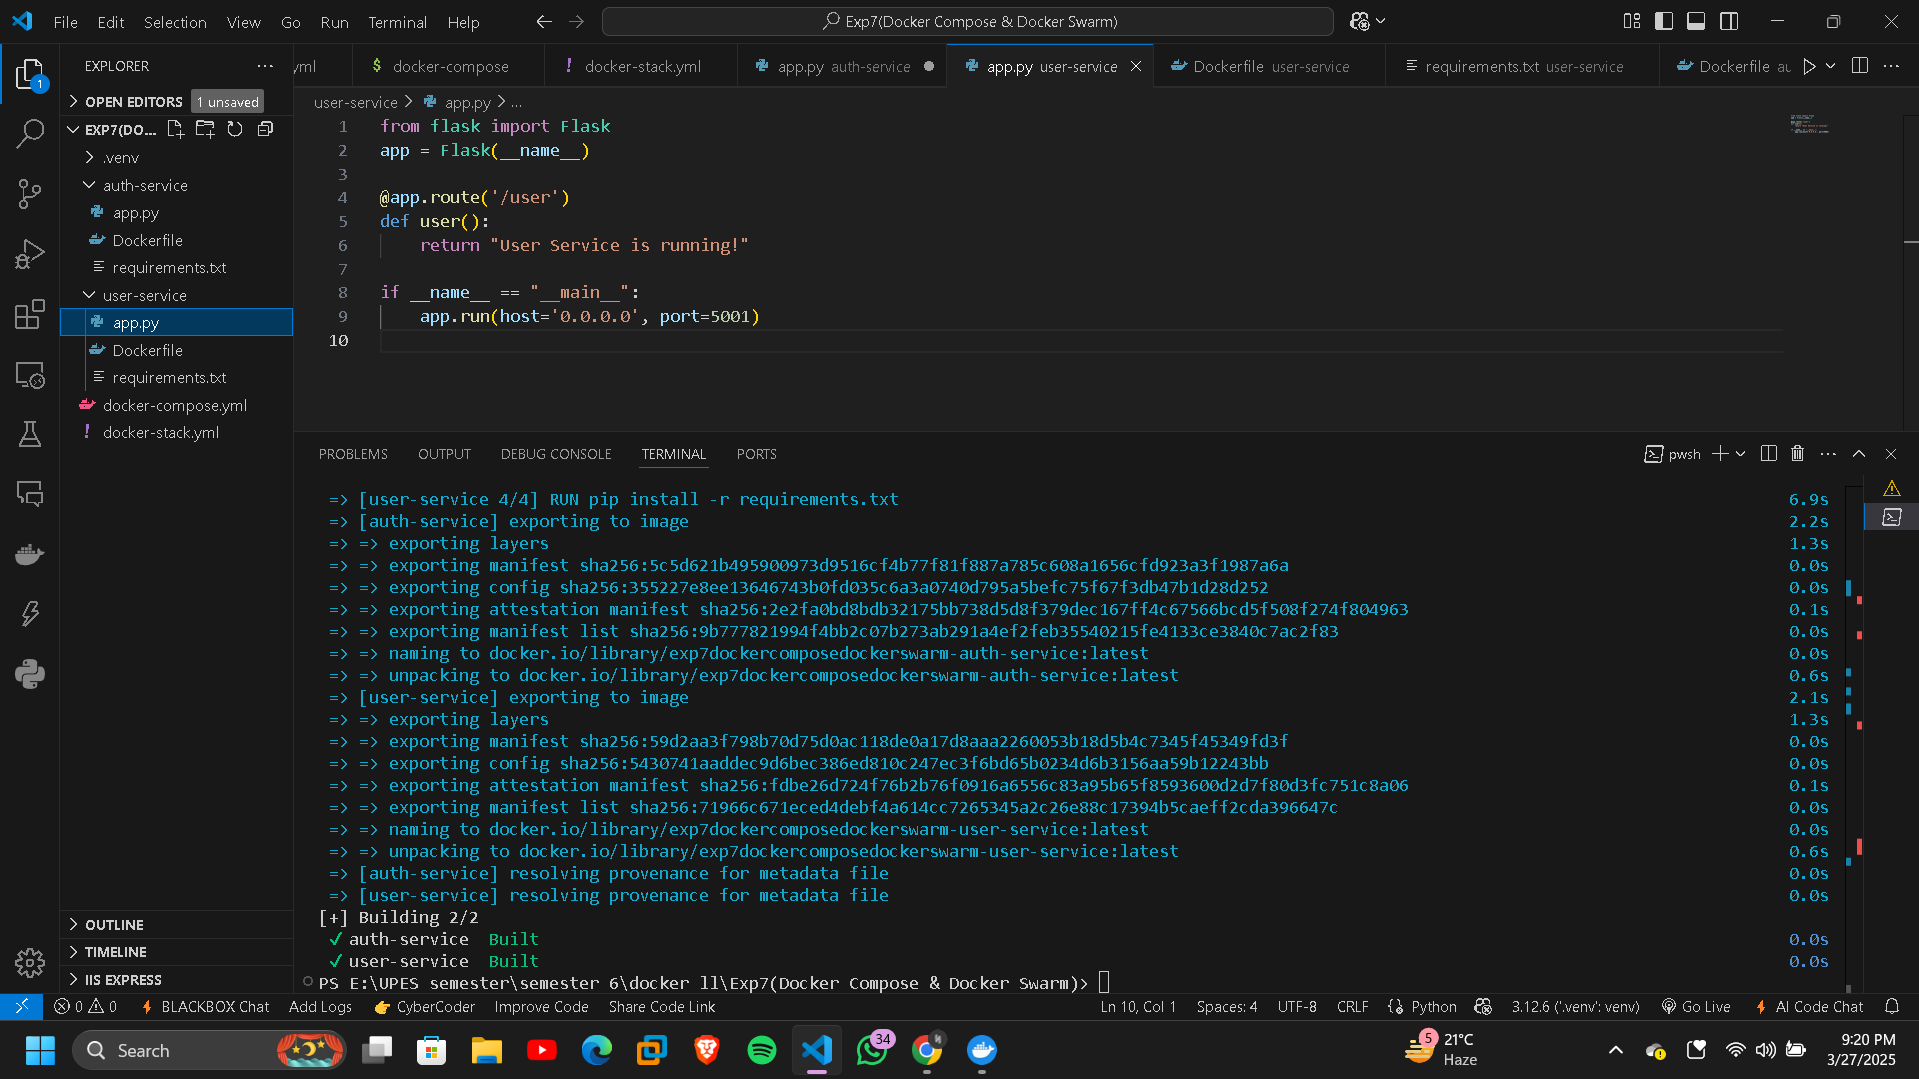 File Edit Selection View Go Run Terminal Help
Exp7(Docker Compose & Docker Swarm)
EXPLORER
yml
docker-compose
docker-stack.yml
app.py auth-service
app.py user-service
Dockerfile user-service
requirements.txt user-service
Dockerfile au
1
OPEN EDITORS 1 unsaved
EXP7(DO...
.venv
auth-service
app.py
Dockerfile
requirements.txt
user-service
app.py
Dockerfile
requirements.txt
docker-compose.yml
docker-stack.yml
OUTLINE
TIMELINE
IIS EXPRESS
user-service > app.py > ...
1 from flask import Flask
2 app = Flask(__name__)
3
4 @app.route('/user')
5 def user():
6 return "User Service is running!"
7
8 if __name__ == "__main__":
9 app.run(host='0.0.0.0', port=5001)
10
PROBLEMS OUTPUT DEBUG CONSOLE TERMINAL PORTS
pwsh
=> [user-service 4/4] RUN pip install -r requirements.txt 6.9s
=> [auth-service] exporting to image 2.2s
=> => exporting layers 1.3s
=> => exporting manifest sha256:5c5d621b495900973d9516cf4b77f81f887a785c608a1656cfd923a3f1987a6a 0.0s
=> => exporting config sha256:355227e8ee13646743b0fd035c6a3a0740d795a5befc75f67f3db47b1d28d252 0.0s
=> => exporting attestation manifest sha256:2e2fa0bd8bdb32175bb738d5d8f379dec167ff4c67566bcd5f508f274f804963 0.1s
=> => exporting manifest list sha256:9b777821994f4bb2c07b273ab291a4ef2feb35540215fe4133ce3840c7ac2f83 0.0s
=> => naming to docker.io/library/exp7dockercomposedockerswarm-auth-service:latest 0.0s
=> => unpacking to docker.io/library/exp7dockercomposedockerswarm-auth-service:latest 0.6s
=> [user-service] exporting to image 2.1s
=> => exporting layers 1.3s
=> => exporting manifest sha256:59d2aa3f798b70d75d0ac118de0a17d8aaa2260053b18d5b4c7345f45349fd3f 0.0s
=> => exporting config sha256:5430741aaddec9d6bec386ed810c247ec3f6bd65b0234d6b3156aa59b12243bb 0.0s
=> => exporting attestation manifest sha256:fdbe26d724f76b2b76f0916a6556c83a95b65f8593600d2d7f80d3fc751c8a06 0.1s
=> => exporting manifest list sha256:71966c671eced4debf4a614cc7265345a2c26e88c17394b5caeff2cda396647c 0.0s
=> => naming to docker.io/library/exp7dockercomposedockerswarm-user-service:latest 0.0s
=> => unpacking to docker.io/library/exp7dockercomposedockerswarm-user-service:latest 0.6s
=> [auth-service] resolving provenance for metadata file 0.0s
=> [user-service] resolving provenance for metadata file 0.0s
[+] Building 2/2
✓ auth-service Built 0.0s
✓ user-service Built 0.0s
PS E:\UPES semester\semester 6\docker ll\Exp7(Docker Compose & Docker Swarm)>
0 0 BLACKBOX Chat Add Logs CyberCoder Improve Code Share Code Link
Ln 10, Col 1 Spaces: 4 UTF-8 CRLF {} Python 3.12.6 ('.venv': venv) Go Live AI Code Chat
Search
34
5
21°C
Haze
9:20 PM
3/27/2025